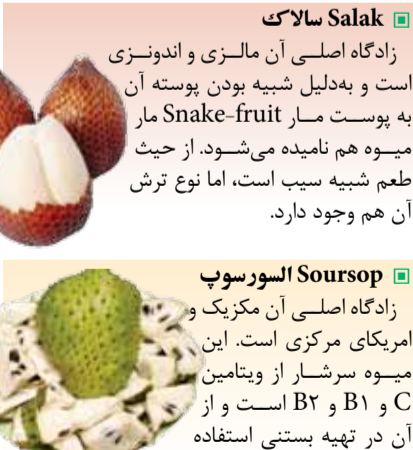 Salak سالاک
زادگاه اصلی آن مالزی و اندونزی
است و به‌دلیل شبیه بودن پوسته آن
به پوست مار Snake-fruit مار
میوه هم نامیده می‌شود. از حیث
طعم شبیه سیب است، اما نوع ترش
آن هم وجود دارد.
Soursop السورسوپ
زادگاه اصلی آن مکزیک و
امریکای مرکزی است. این
میوه سرشار از ویتامین
C و B۱ و B۲ است و از
آن در تهیه بستنی استفاده